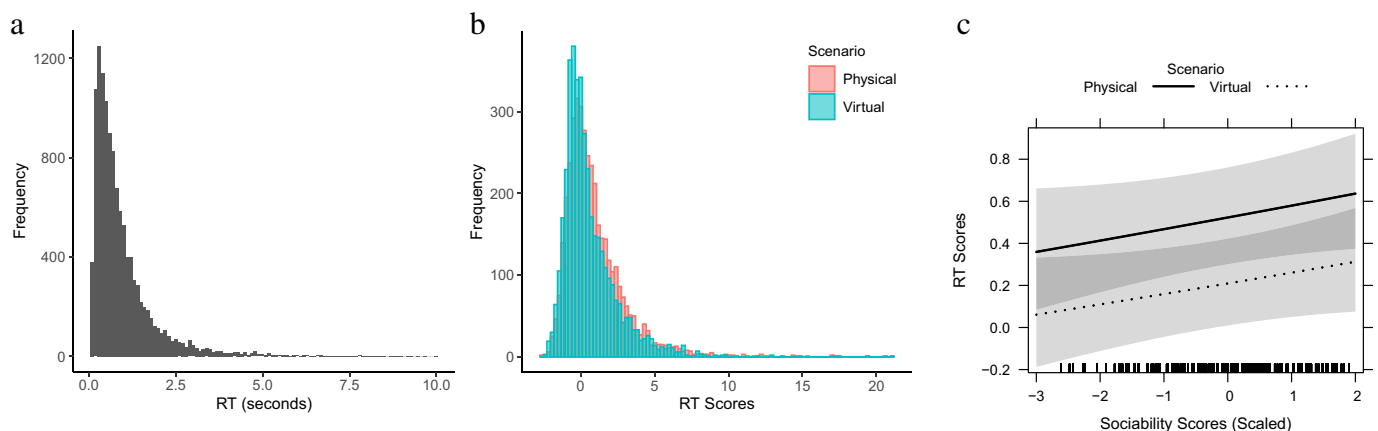 a
1200
800
400
0
Frequency
0.0 2.5 5.0 7.5 10.0
RT (seconds)
b
Scenario
Physical
Virtual
300
200
100
0
Frequency
0 5 10 15 20
RT Scores
c
Scenario
Physical Virtual
0.8
0.6
0.4
0.2
0.0
−0.2
RT Scores
−3 −2 −1 0 1 2
Sociability Scores (Scaled)